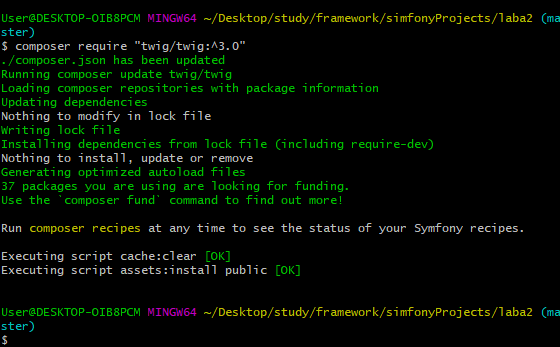 User@DESKTOP-OIB8PCM MINGW64 ~/Desktop/study/framework/simfonyProjects/laba2 (ma
ster)
$ composer require "twig/twig:^3.0"
./composer.json has been updated
Running composer update twig/twig
Loading composer repositories with package information
Updating dependencies
Nothing to modify in lock file
Writing lock file
Installing dependencies from lock file (including require-dev)
Nothing to install, update or remove
Generating optimized autoload files
37 packages you are using are looking for funding.
Use the `composer fund` command to find out more!
Run composer recipes at any time to see the status of your Symfony recipes.
Executing script cache:clear [OK]
Executing script assets:install public [OK]
User@DESKTOP-OIB8PCM MINGW64 ~/Desktop/study/framework/simfonyProjects/laba2 (ma
ster)
$